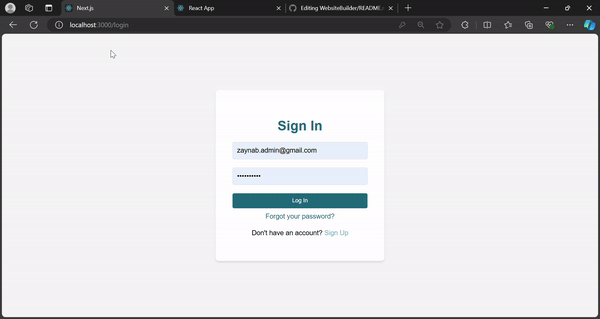 Next.js
React App
Editing WebsiteBuilder/README
localhost:3000/login
Sign In
zaynab.admin@gmail.com
••••••••••
Log In
Forgot your password?
Don't have an account? Sign Up